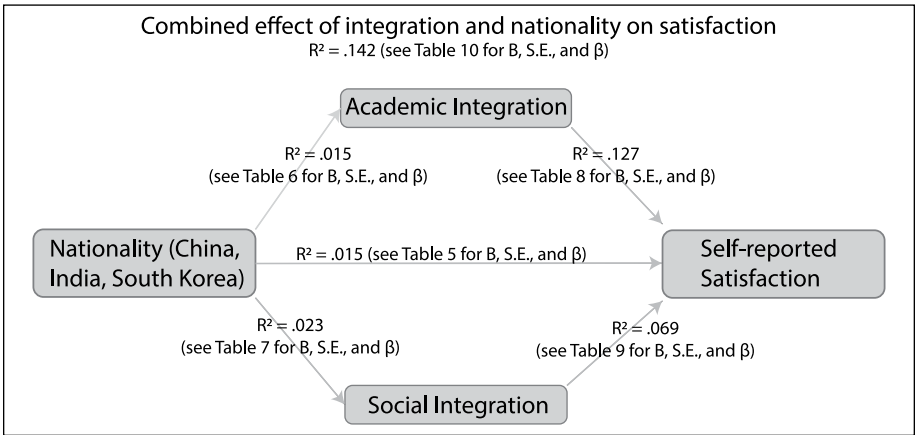 Combined effect of integration and nationality on satisfaction
R² = .142 (see Table 10 for B, S.E., and β)
Academic Integration
R² = .015
(see Table 6 for B, S.E., and β)
R² = .127
(see Table 8 for B, S.E., and β)
Nationality (China,
India, South Korea)
R² = .015 (see Table 5 for B, S.E., and β)
Self-reported
Satisfaction
R² = .023
(see Table 7 for B, S.E., and β)
R² = .069
(see Table 9 for B, S.E., and β)
Social Integration